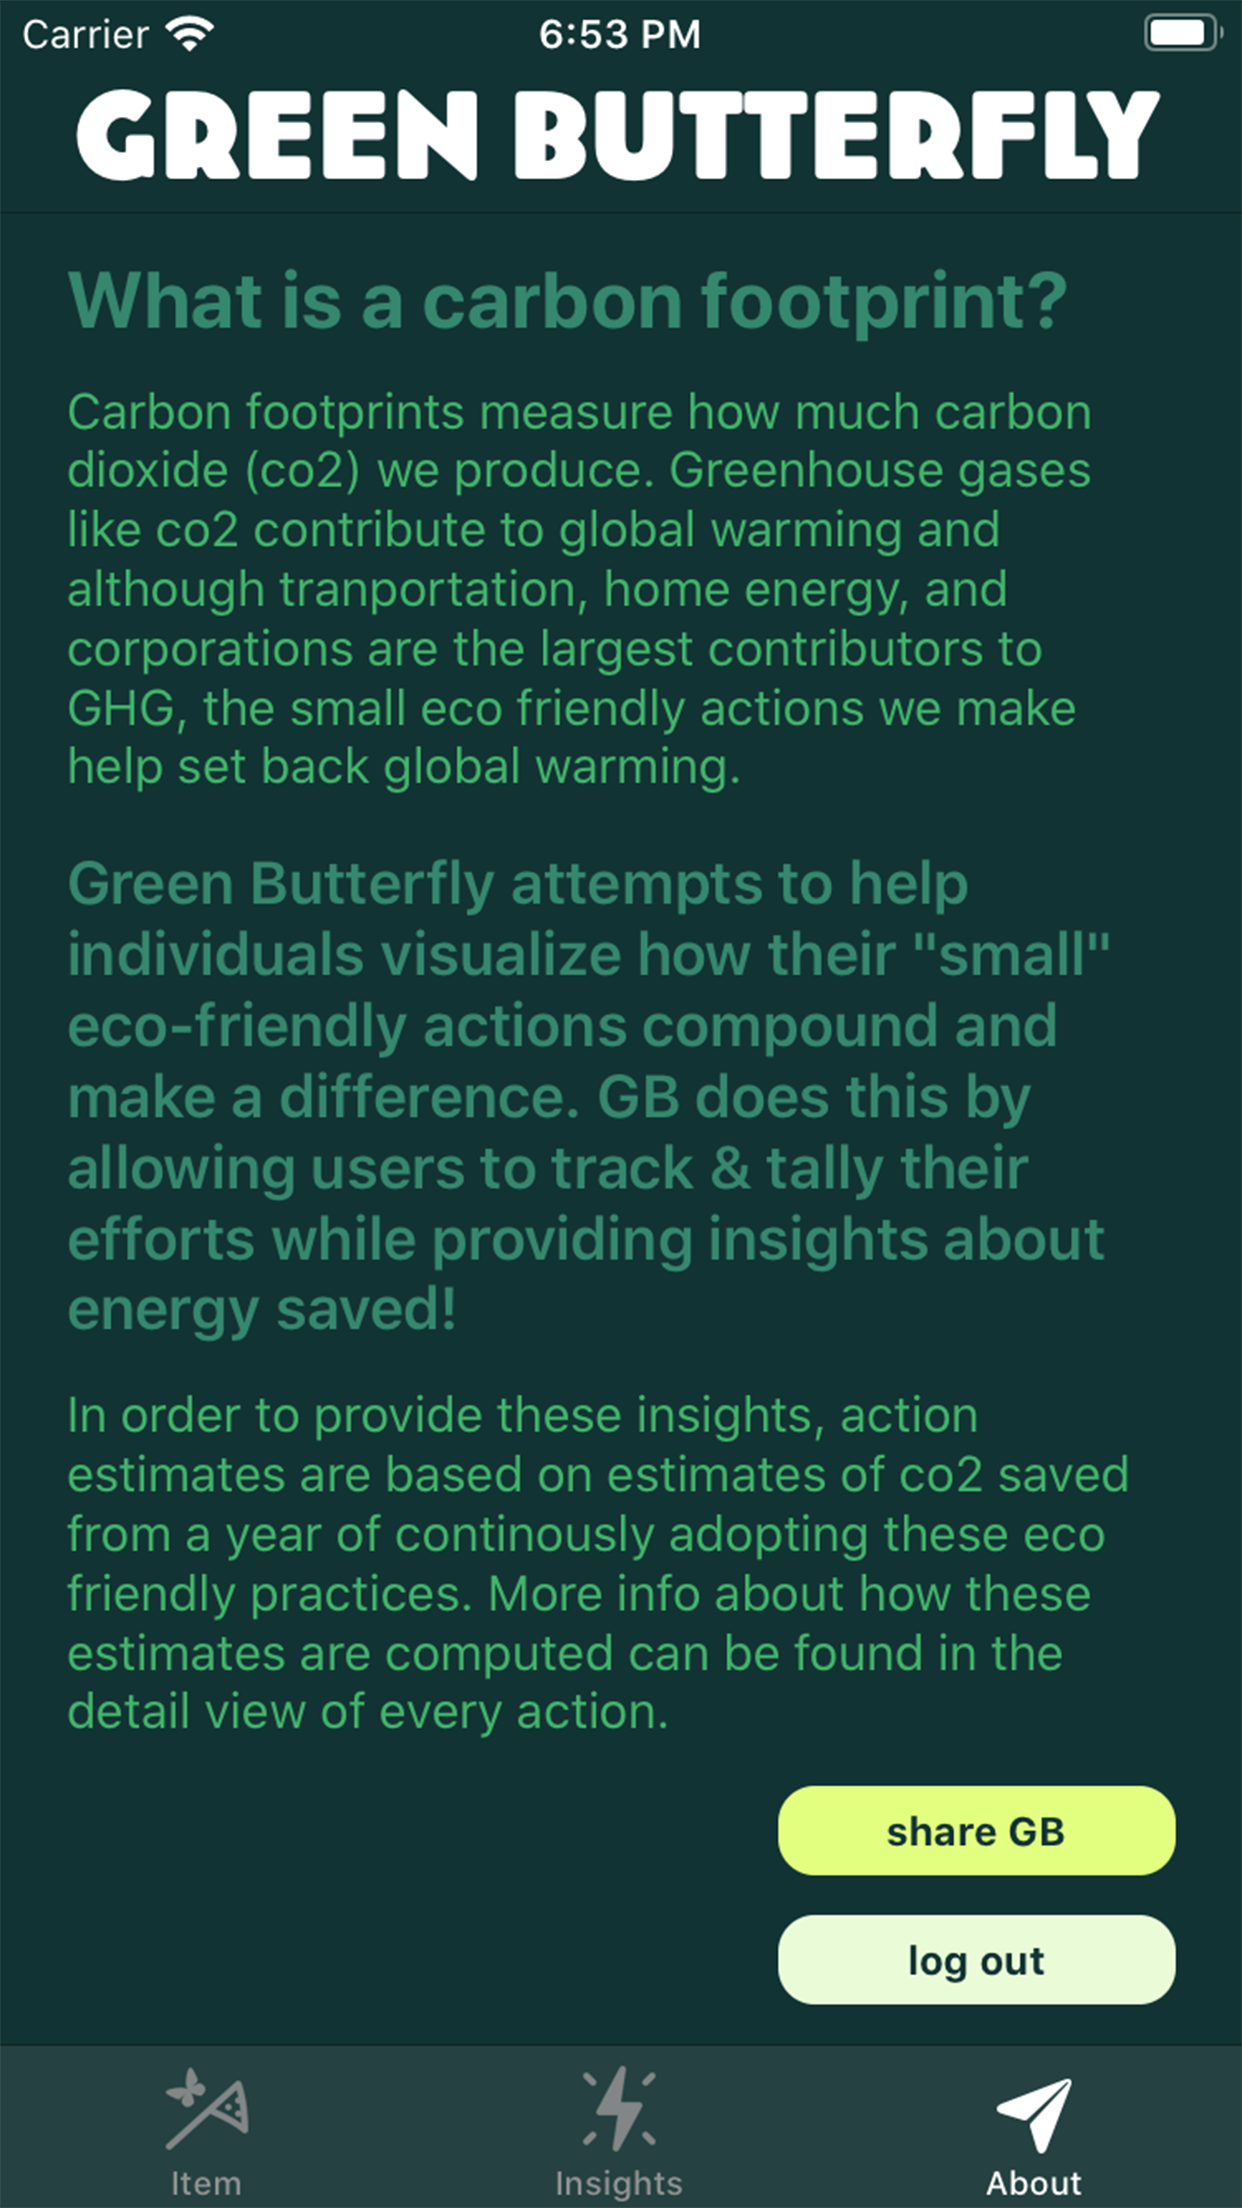 Carrier 6:53 PM
GREEN BUTTERFLY
What is a carbon footprint?
Carbon footprints measure how much carbon
dioxide (co2) we produce. Greenhouse gases
like co2 contribute to global warming and
although tranportation, home energy, and
corporations are the largest contributors to
GHG, the small eco friendly actions we make
help set back global warming.
Green Butterfly attempts to help
individuals visualize how their "small"
eco-friendly actions compound and
make a difference. GB does this by
allowing users to track & tally their
efforts while providing insights about
energy saved!
In order to provide these insights, action
estimates are based on estimates of co2 saved
from a year of continously adopting these eco
friendly practices. More info about how these
estimates are computed can be found in the
detail view of every action.
share GB
log out
Item Insights About